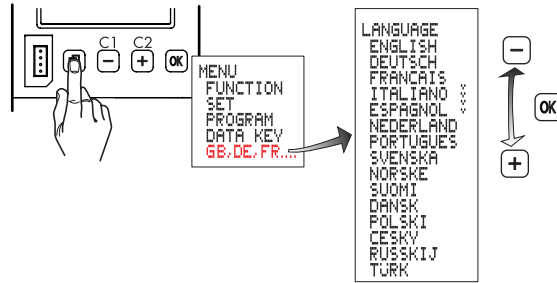 C1 C2
− + OK
MENU
FUNCTION
SET
PROGRAM
DATA KEY
GB,DE,FR....
LANGUAGE
ENGLISH
DEUTSCH
FRANCAIS
ITALIANO
ESPAGNOL
NEDERLAND
PORTUGUES
SVENSKA
NORSKE
SUOMI
DANSK
POLSKI
CESKY
RUSSKIJ
TÜRK
−
OK
+